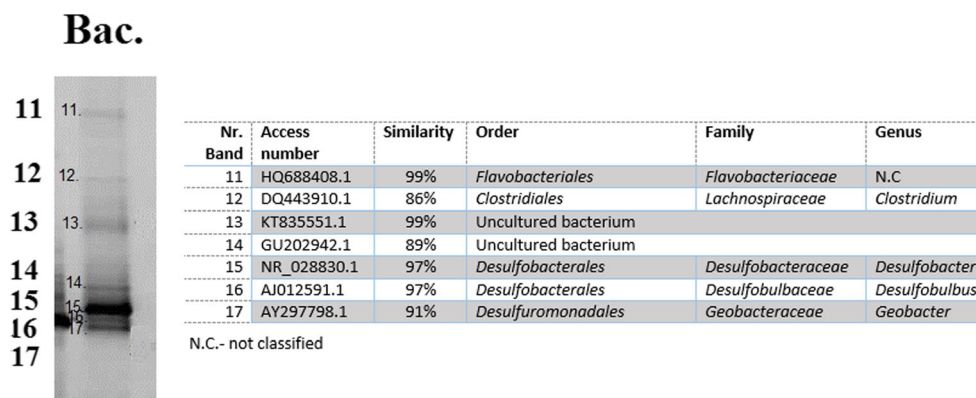 Bac.
11 11.
12 12.
13 13.
14 14.
15 15.
16 16.
17 17.
Nr. Band Access number Similarity Order Family Genus
11 HQ688408.1 99% Flavobacteriales Flavobacteriaceae N.C
12 DQ443910.1 86% Clostridiales Lachnospiraceae Clostridium
13 KT835551.1 99% Uncultured bacterium
14 GU202942.1 89% Uncultured bacterium
15 NR_028830.1 97% Desulfobacterales Desulfobacteraceae Desulfobacter
16 AJ012591.1 97% Desulfobacterales Desulfobulbaceae Desulfobulbus
17 AY297798.1 91% Desulfuromonadales Geobacteraceae Geobacter
N.C.- not classified